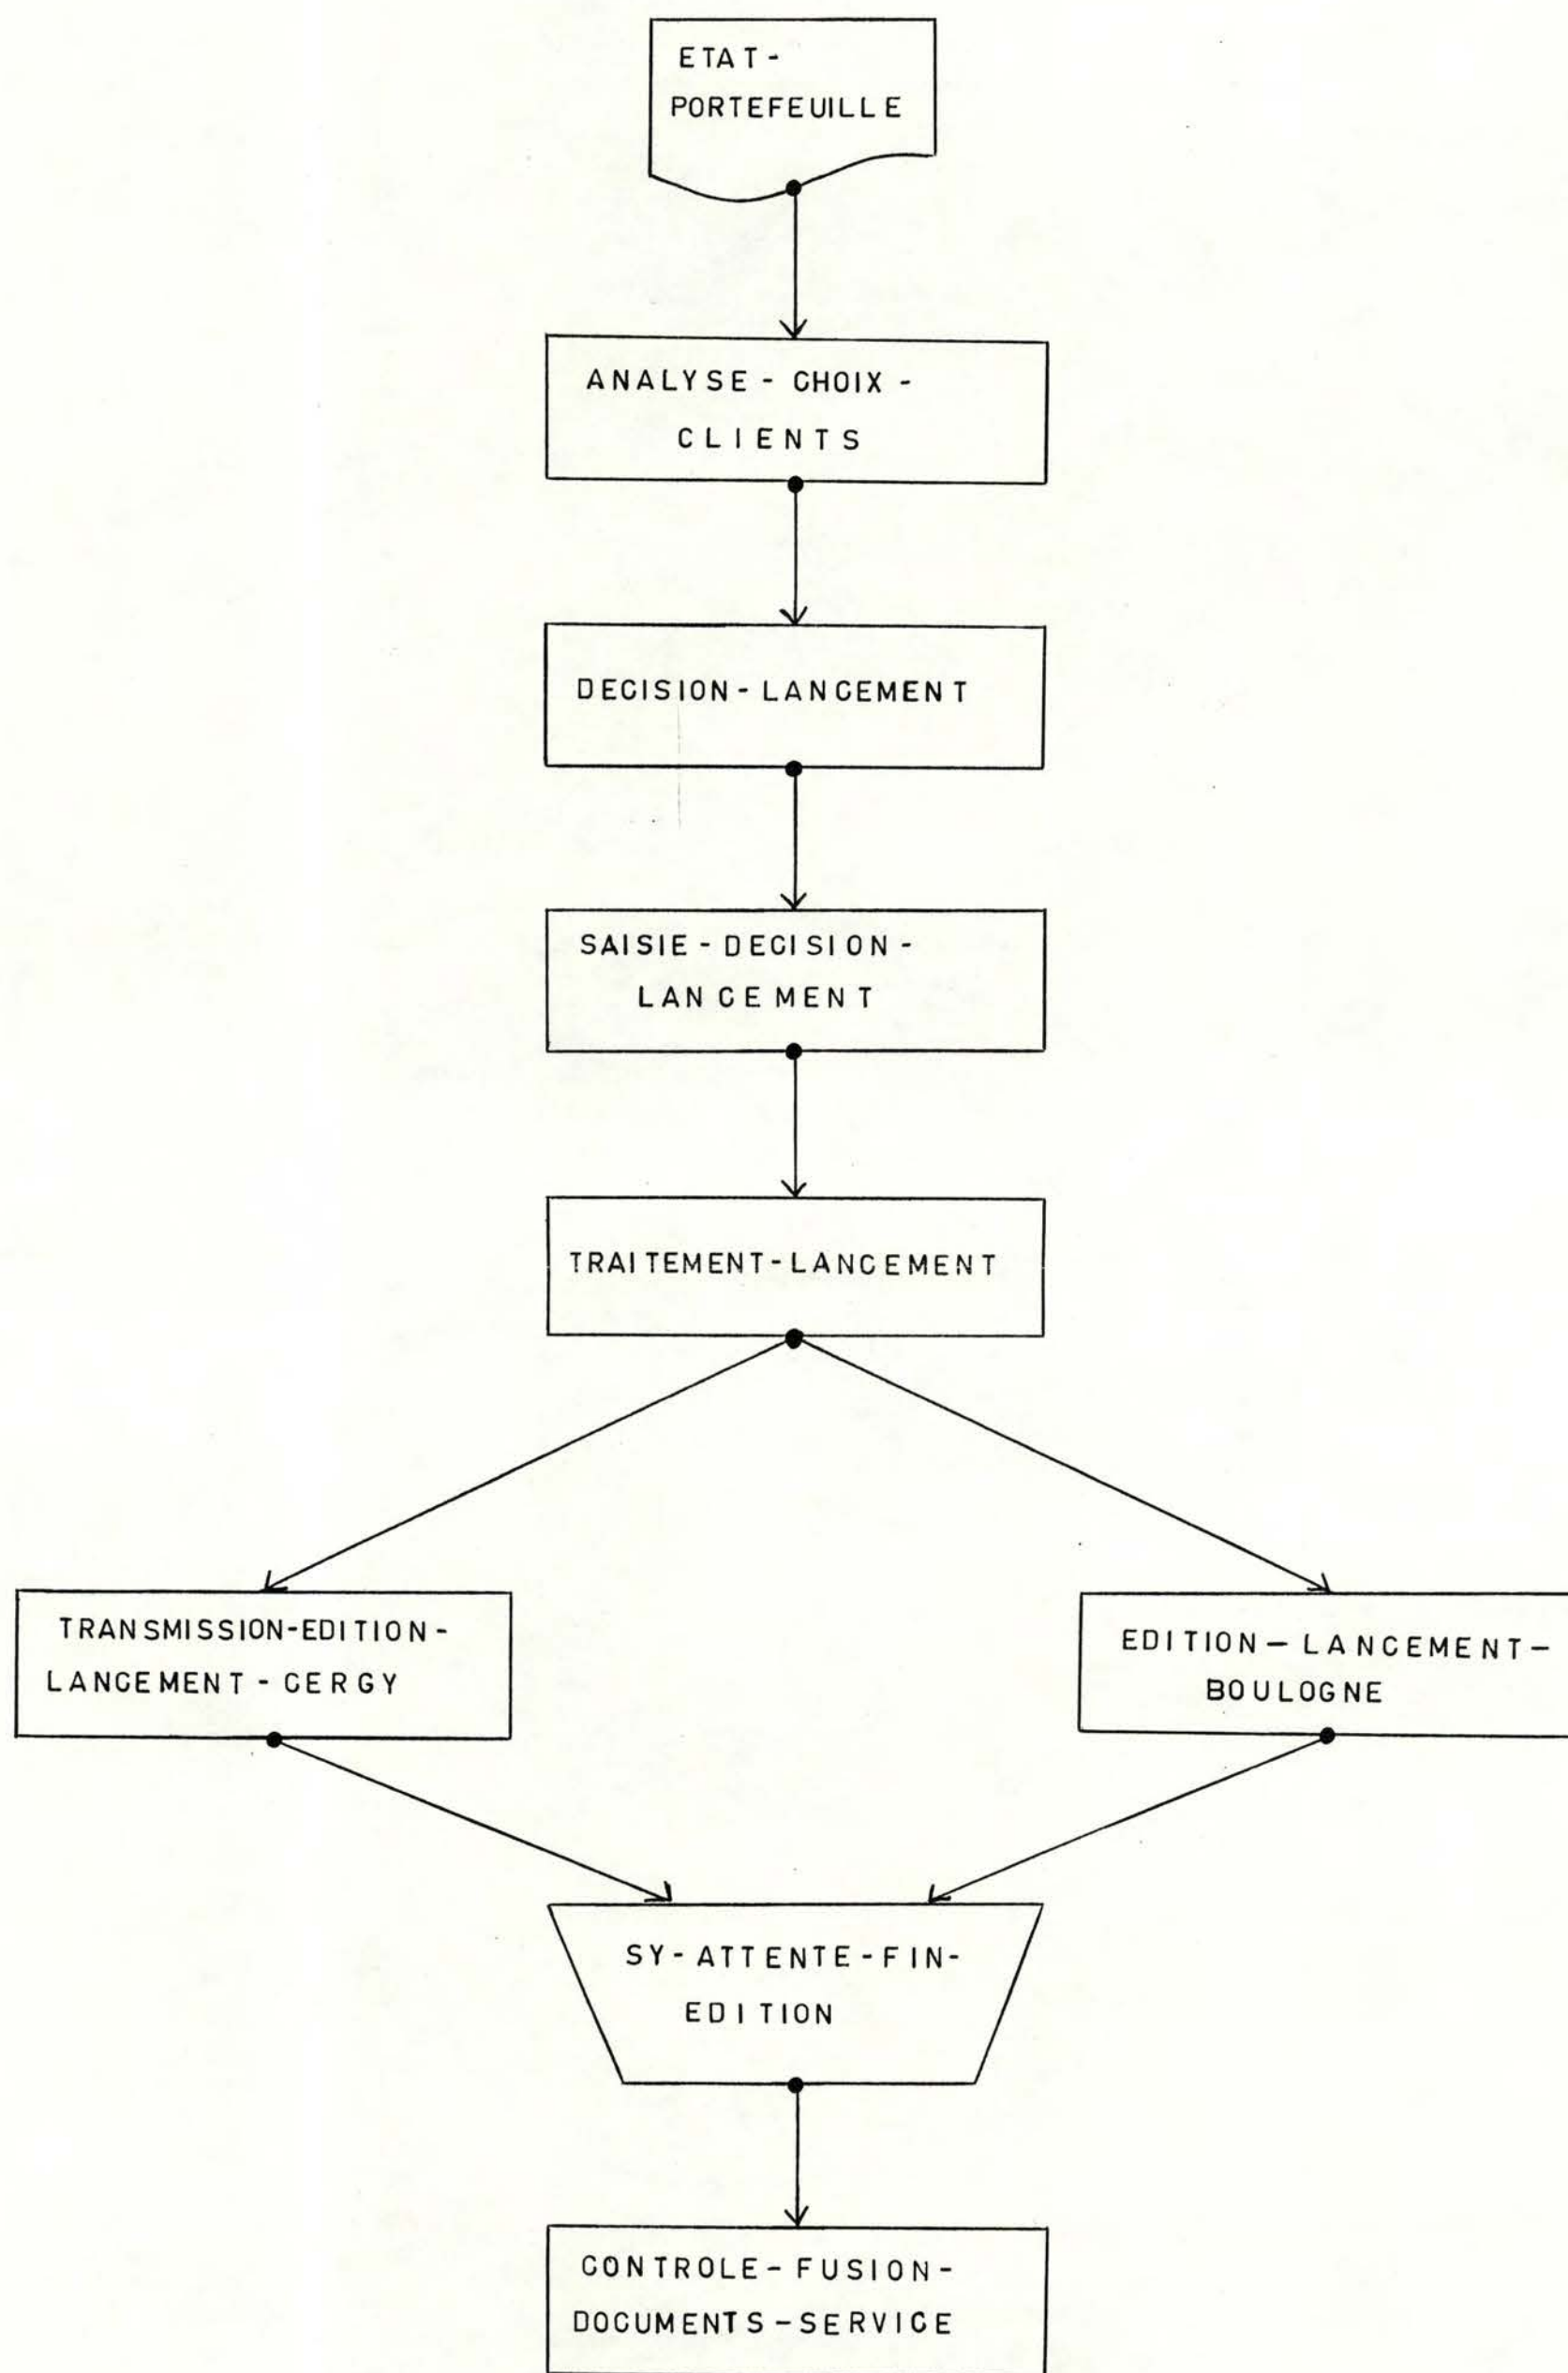 ETAT-
PORTEFEUILLE
ANALYSE - CHOIX -
CLIENTS
DECISION - LANCEMENT
SAISIE - DECISION -
LANCEMENT
TRAITEMENT-LANCEMENT
TRANSMISSION-EDITION-
LANCEMENT - CERGY
EDITION — LANCEMENT —
BOULOGNE
SY - ATTENTE - FIN -
EDITION
CONTROLE - FUSION -
DOCUMENTS - SERVICE